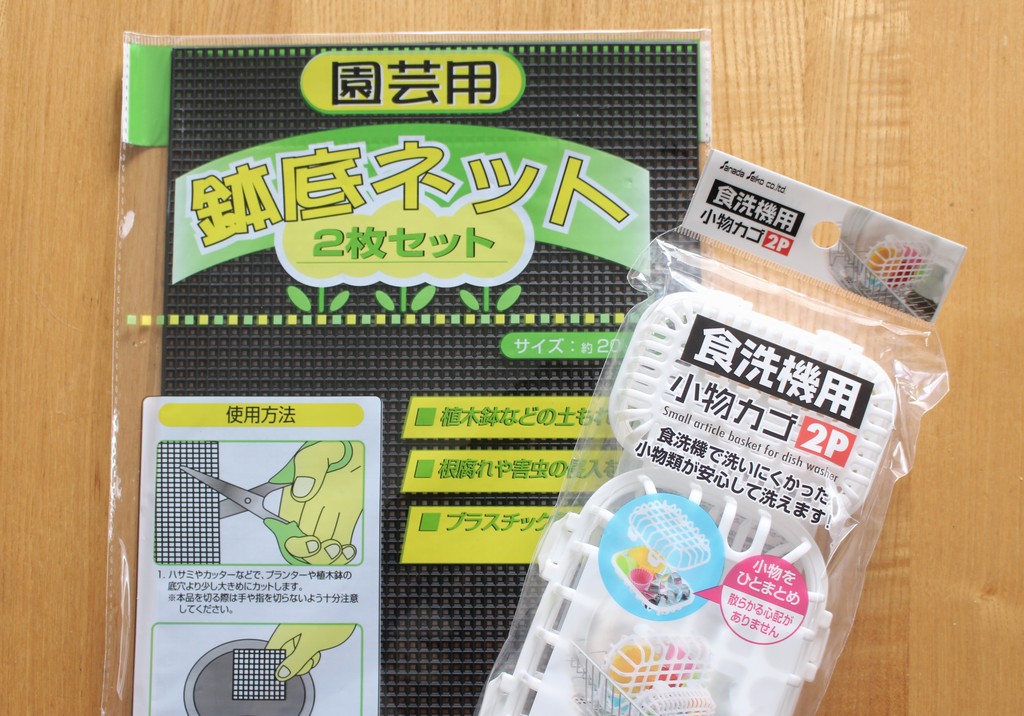 園芸用
鉢底ネット
2枚セット
サイズ：約20
使用方法
■植木鉢などの土も
■根腐れや害虫の侵入を
■プラスチック
1. ハサミやカッターなどで、プランターや植木鉢の
底穴より少し大きめにカットします。
※本品を切る際は手や指を切らないよう十分注意
してください。
Sanada Seiko co.,ltd
食洗機用
小物カゴ 2P
食洗機用
小物カゴ 2P
Small article basket for dish washer
食洗機で洗いにくかった
小物類が安心して洗えます!
小物を
ひとまとめ
散らかる心配が
ありません